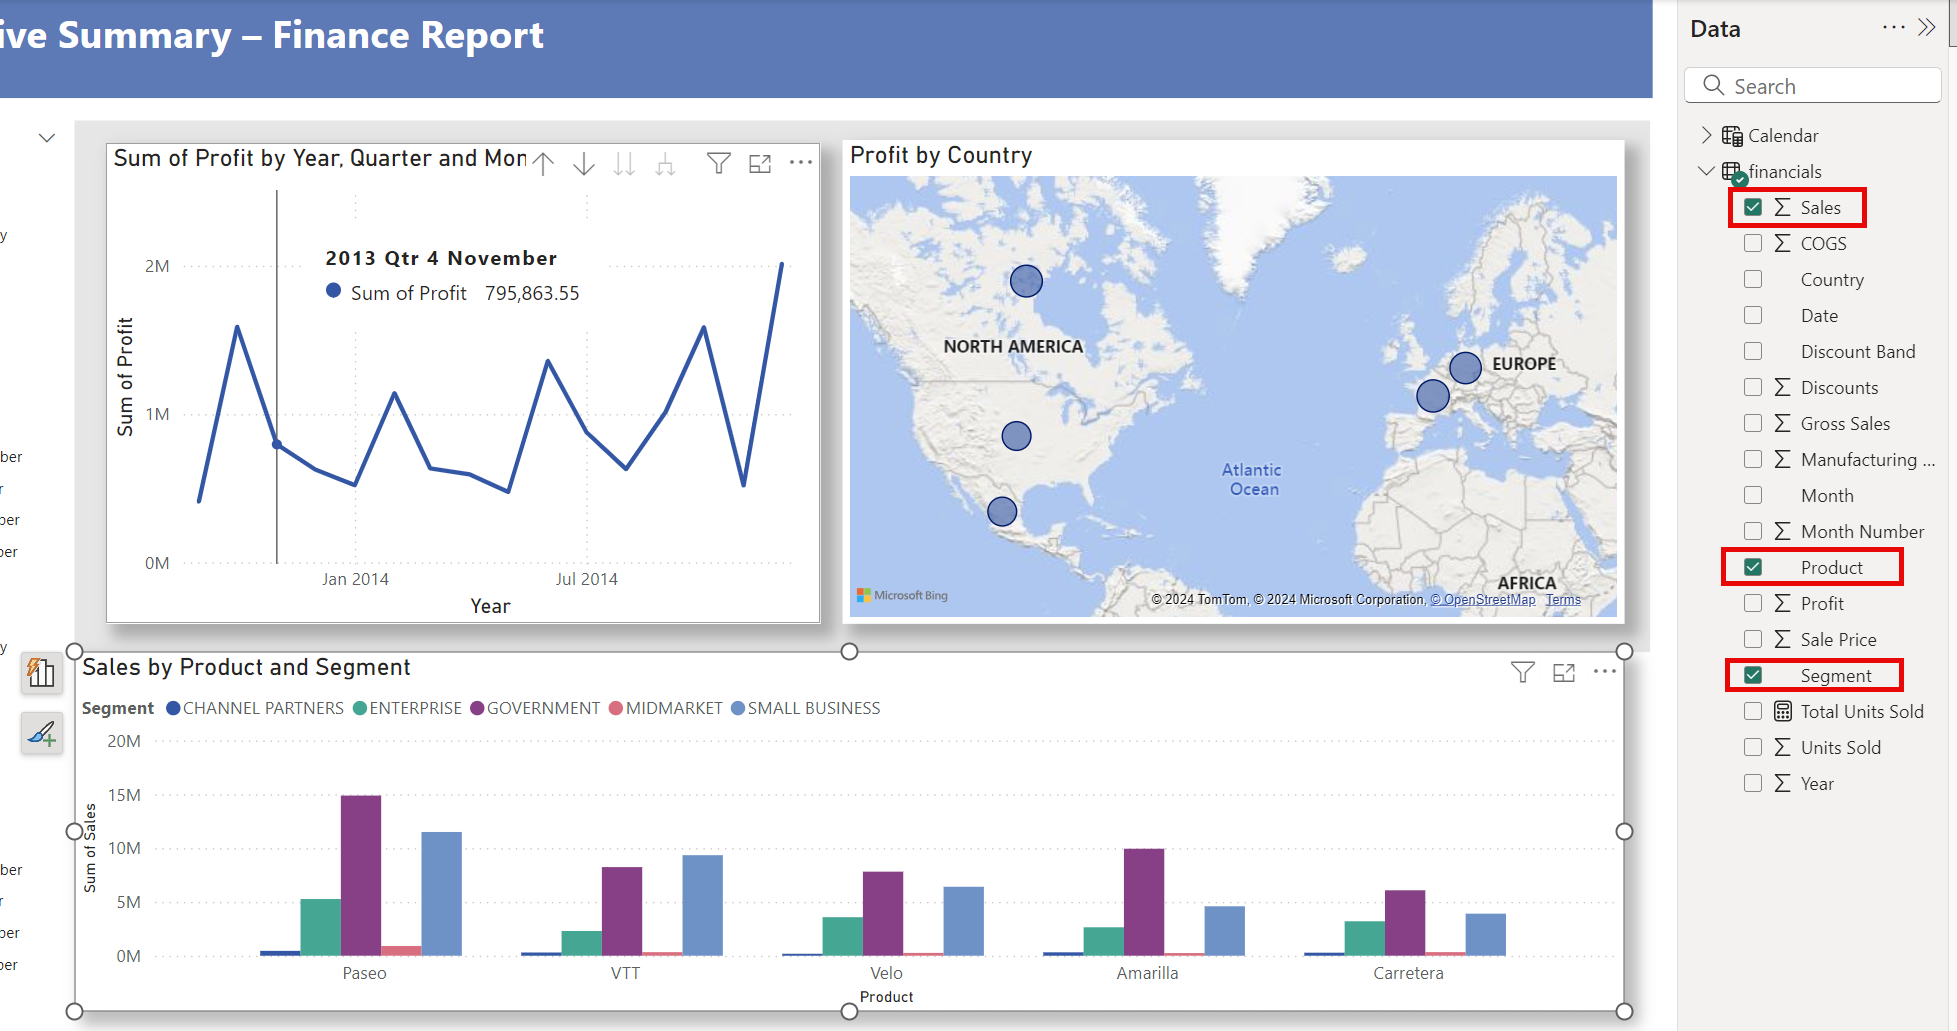 ive Summary – Finance Report
y
ber
r
ber
ber
y
ber
r
ber
ber
Sum of Profit by Year, Quarter and Mon
2013 Qtr 4 November
Sum of Profit 795,863.55
2M
1M
0M
Sum of Profit
Jan 2014
Jul 2014
Year
Profit by Country
NORTH AMERICA
EUROPE
Atlantic
Ocean
AFRICA
Microsoft Bing
© 2024 TomTom, © 2024 Microsoft Corporation, © OpenStreetMap Terms
Sales by Product and Segment
Segment CHANNEL PARTNERS ENTERPRISE GOVERNMENT MIDMARKET SMALL BUSINESS
20M
15M
10M
5M
0M
Sum of Sales
Paseo
VTT
Velo
Amarilla
Carretera
Product
Data
Search
Calendar
financials
Sales
COGS
Country
Date
Discount Band
Discounts
Gross Sales
Manufacturing ...
Month
Month Number
Product
Profit
Sale Price
Segment
Total Units Sold
Units Sold
Year